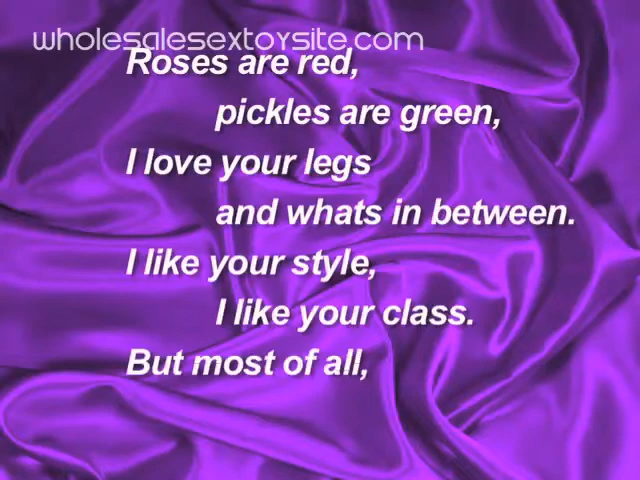 wholesalesextoysite.com
Roses are red,
pickles are green,
I love your legs
and whats in between.
I like your style,
I like your class.
But most of all,